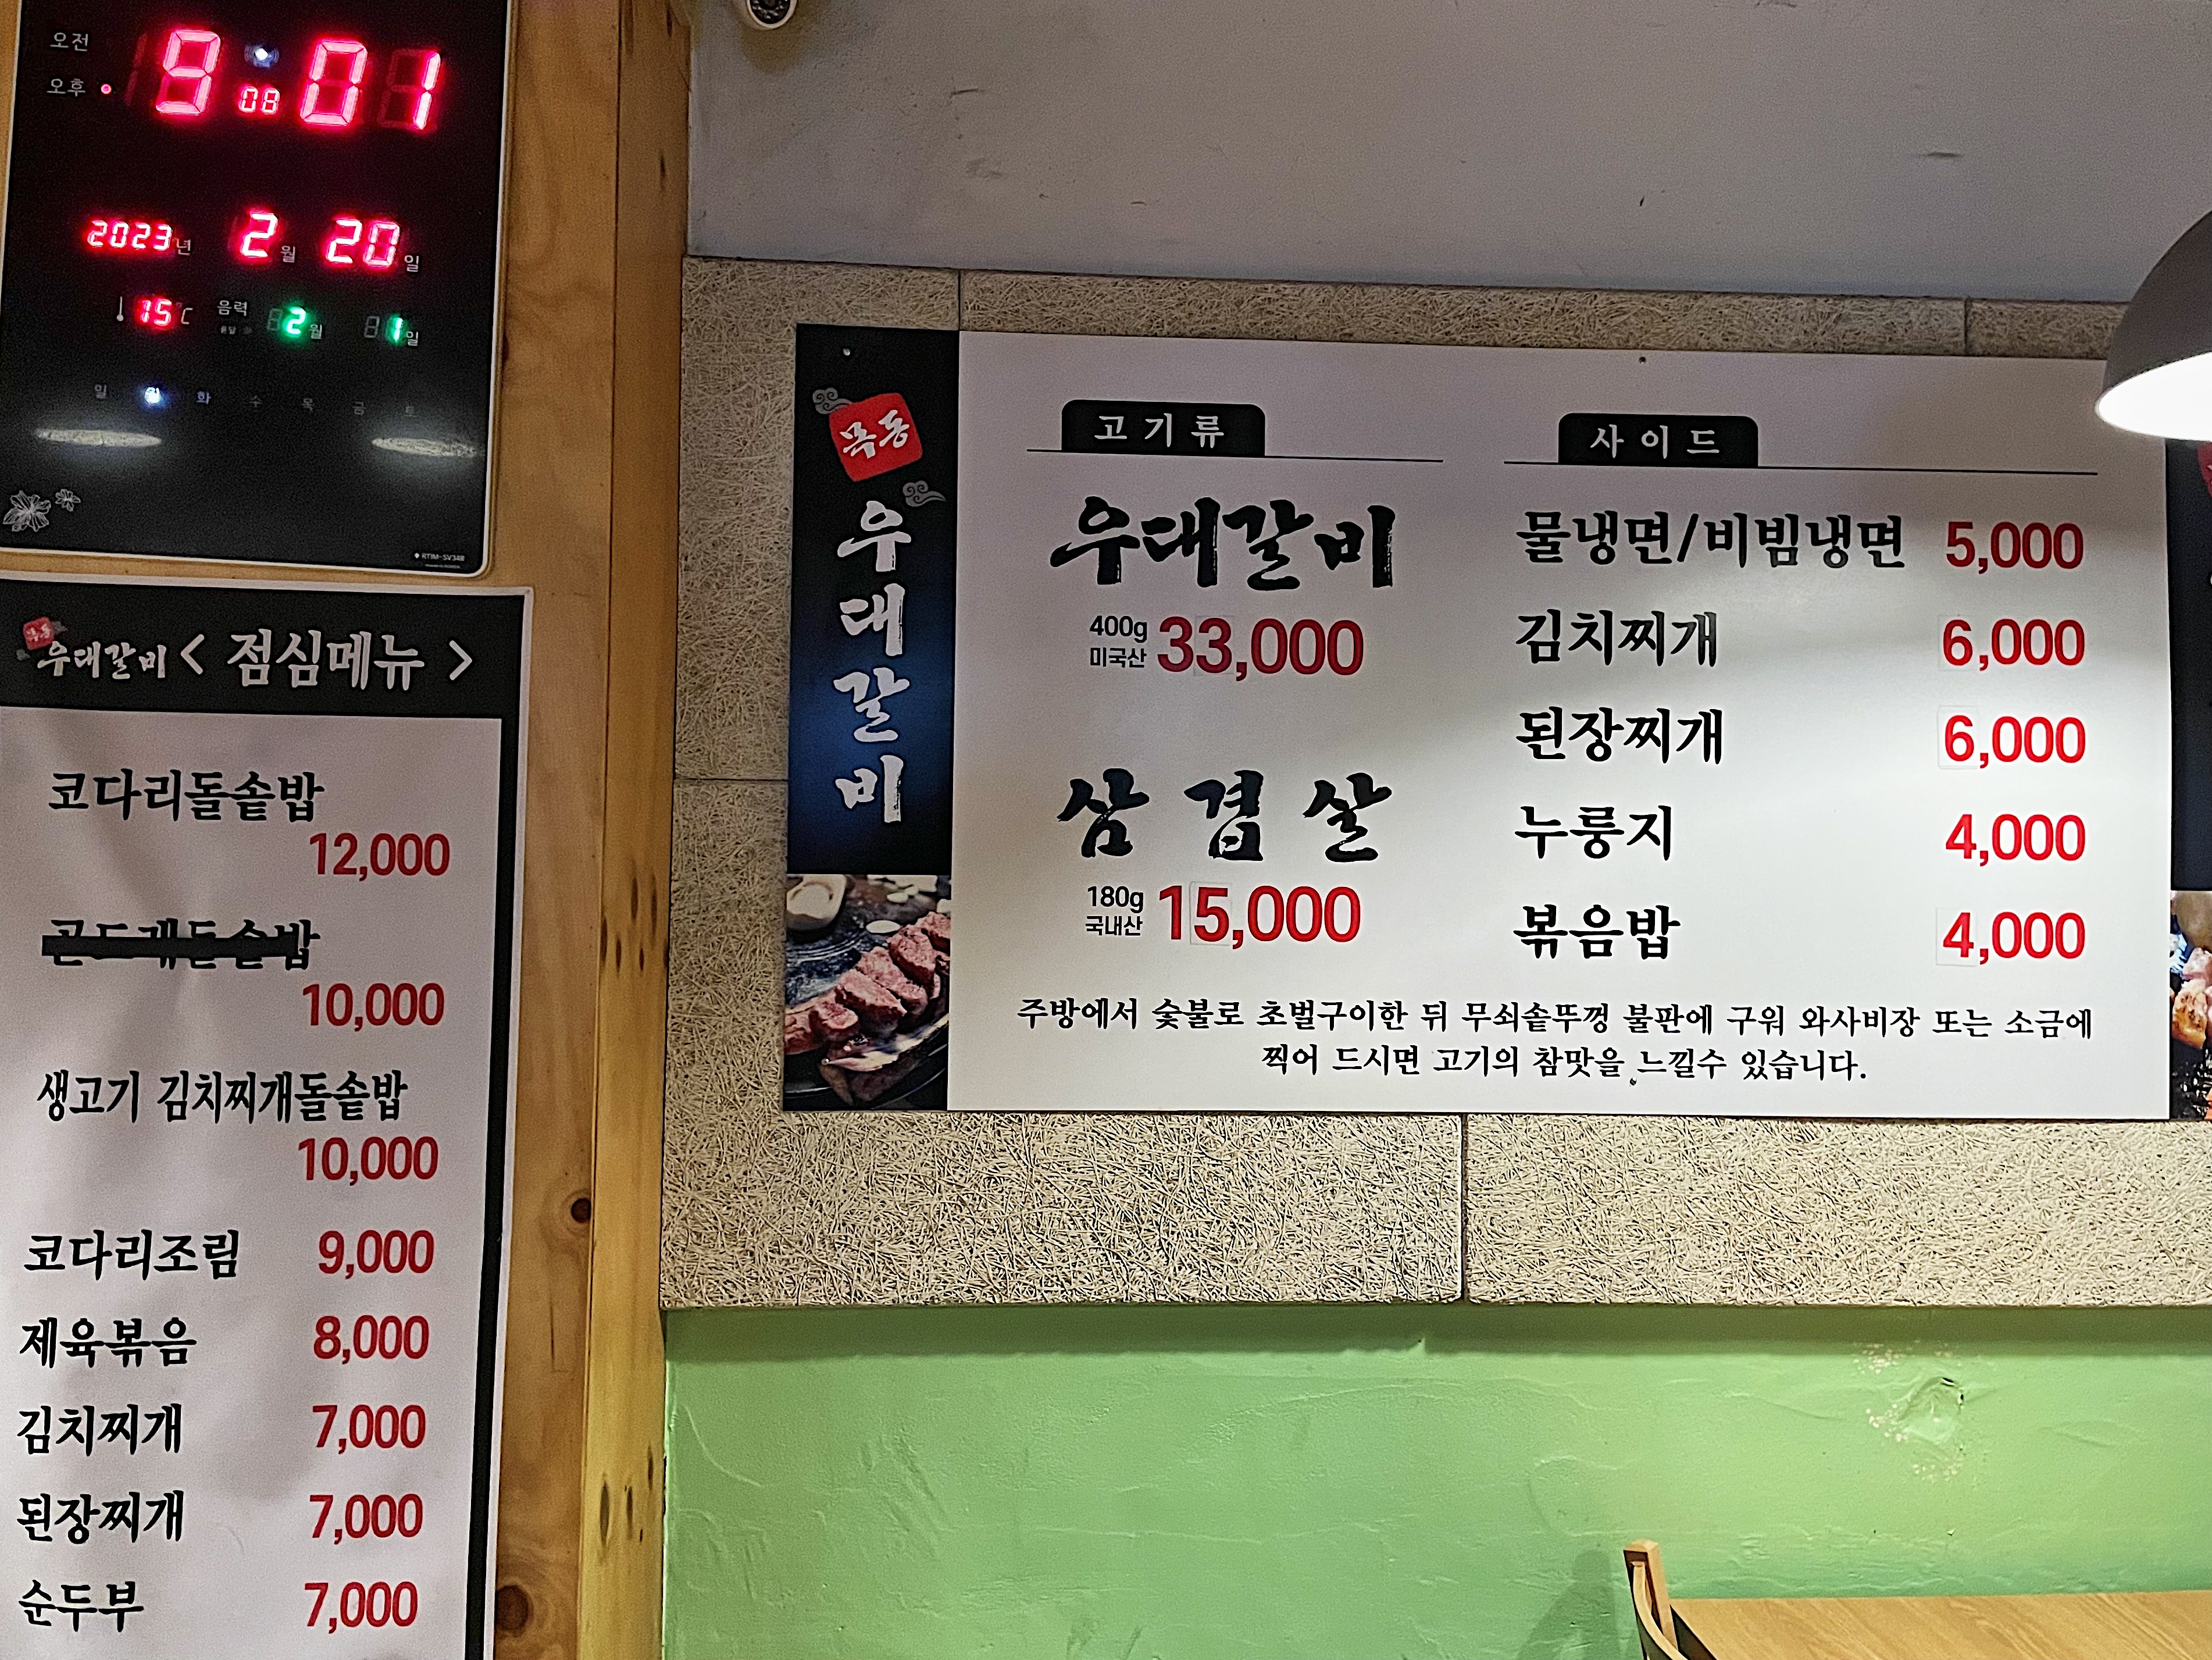 오전
오후
9 08 01
2023년 2월 20일
15℃ 음력 2월 1일
일 월 화 수 목 금 토
RTIM-SV34B
목동
우대갈비 < 점심메뉴 >
코다리돌솥밥
12,000
10,000
생고기 김치찌개돌솥밥
10,000
코다리조림 9,000
제육볶음 8,000
김치찌개 7,000
된장찌개 7,000
순두부 7,000
목동
우대갈비
고기류
우대갈비
400g
미국산
33,000
삼겹살
180g
국내산
15,000
사이드
물냉면/비빔냉면 5,000
김치찌개 6,000
된장찌개 6,000
누룽지 4,000
볶음밥 4,000
주방에서 숯불로 초벌구이한 뒤 무쇠솥뚜껑 불판에 구워 와사비장 또는 소금에
찍어 드시면 고기의 참맛을 느낄수 있습니다.